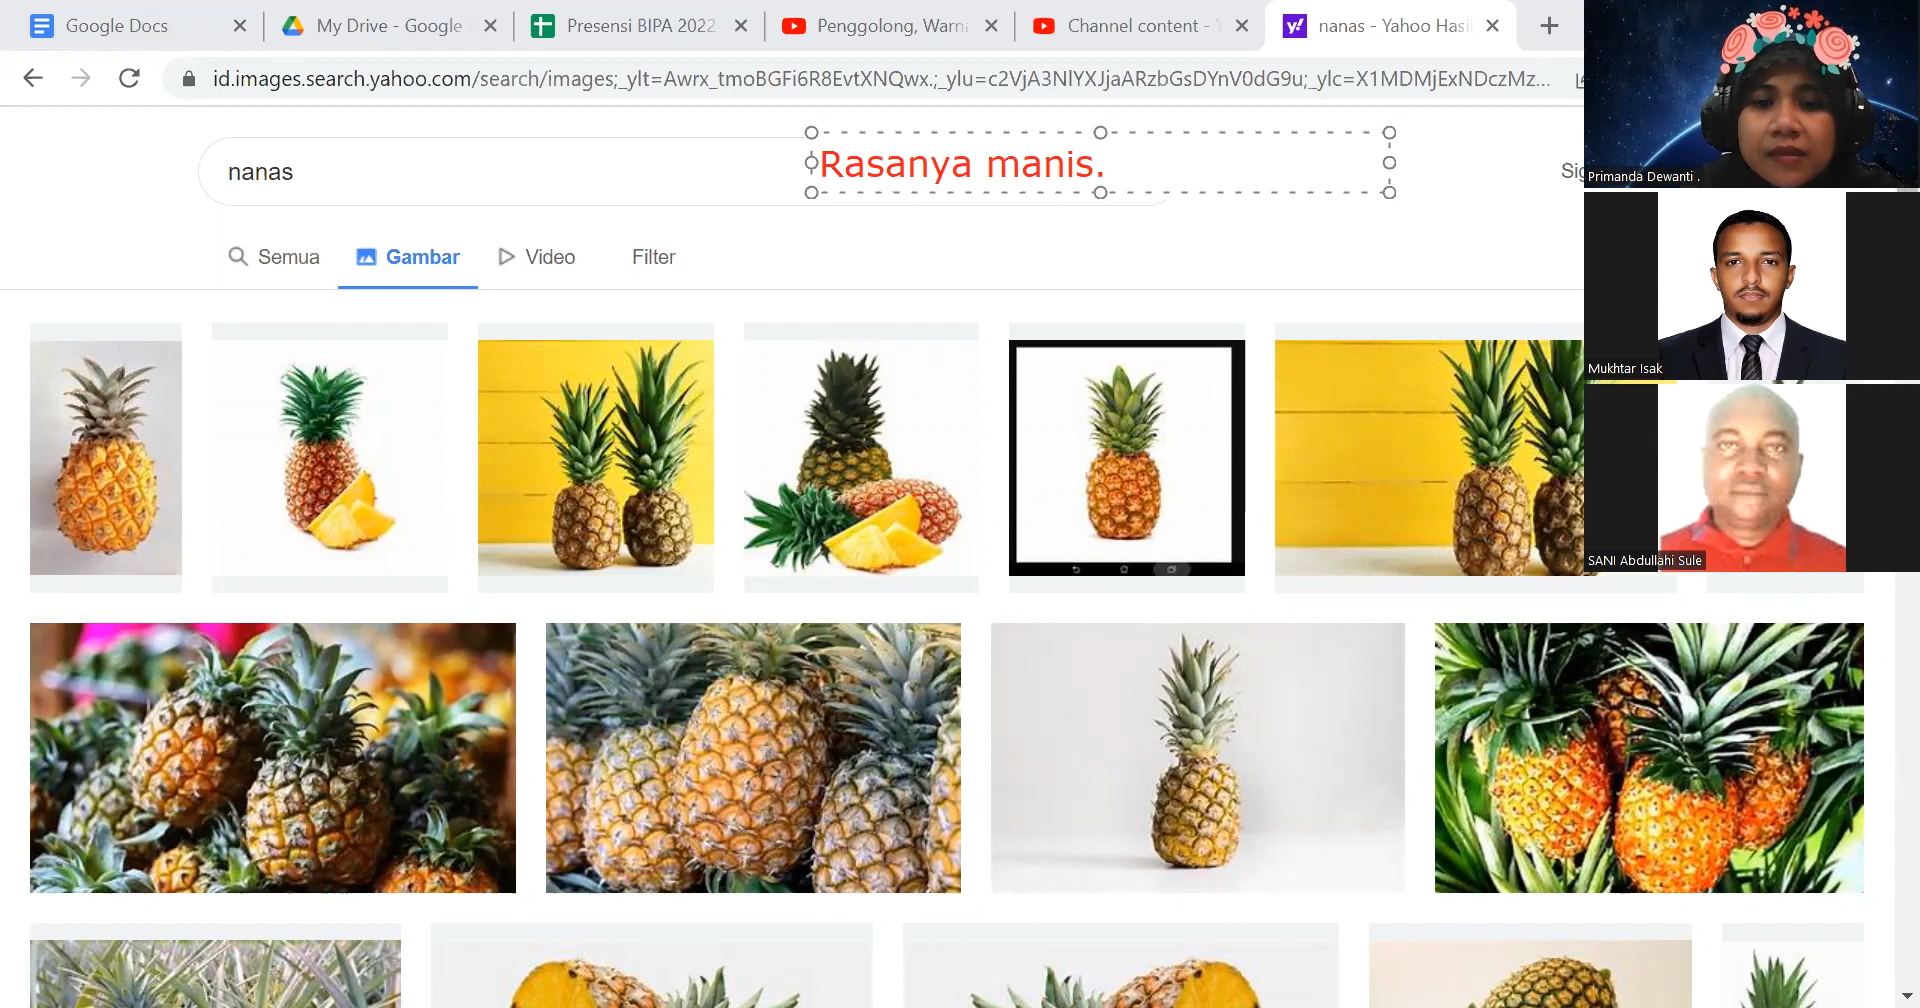 Google Docs
My Drive - Google
Presensi BIPA 2022
Penggolong, Warna
Channel content -
nanas - Yahoo Hasil
id.images.search.yahoo.com/search/images;_ylt=Awrx_tmoBGFi6R8EvtXNQwx.;_ylu=c2VjA3NlYXJjaARzbGsDYnV0dG9u;_ylc=X1MDMjExNDczMz...
Rasanya manis.
nanas
Semua
Gambar
Video
Filter
Primanda Dewanti .
Mukhtar Isak
SANI Abdullahi Sule